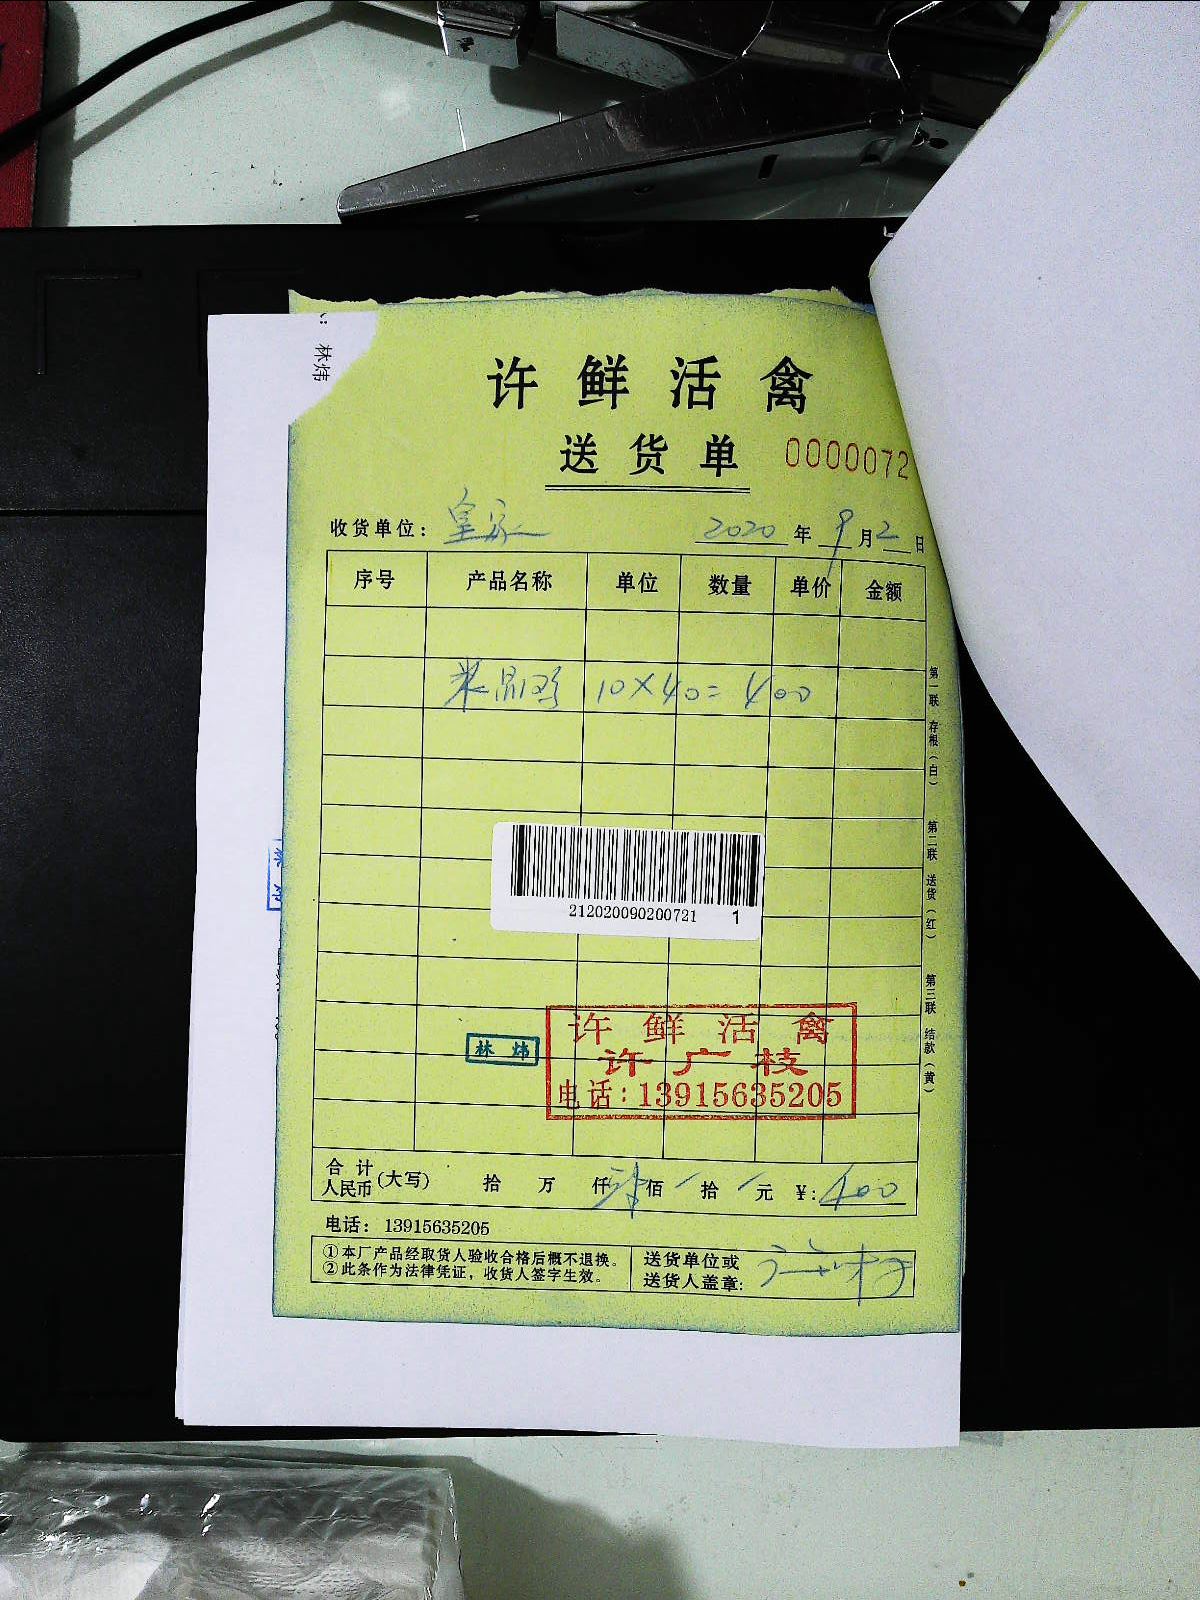 林炜
许鲜活禽
送货单 0000072
收货单位：皇家 2020年9月2日
序号 产品名称 单位 数量 单价 金额
10×40=400
第一联 存根（白） 第二联 送货（红） 第三联 结款（黄）
212020090200721 1
许鲜活禽
林炜 许广枝
电话：13915635205
合计人民币(大写) 拾 万 仟 佰 拾 元 ¥:400
电话： 13915635205
①本厂产品经取货人验收合格后概不退换。
②此条作为法律凭证，收货人签字生效。
送货单位或
送货人盖章: